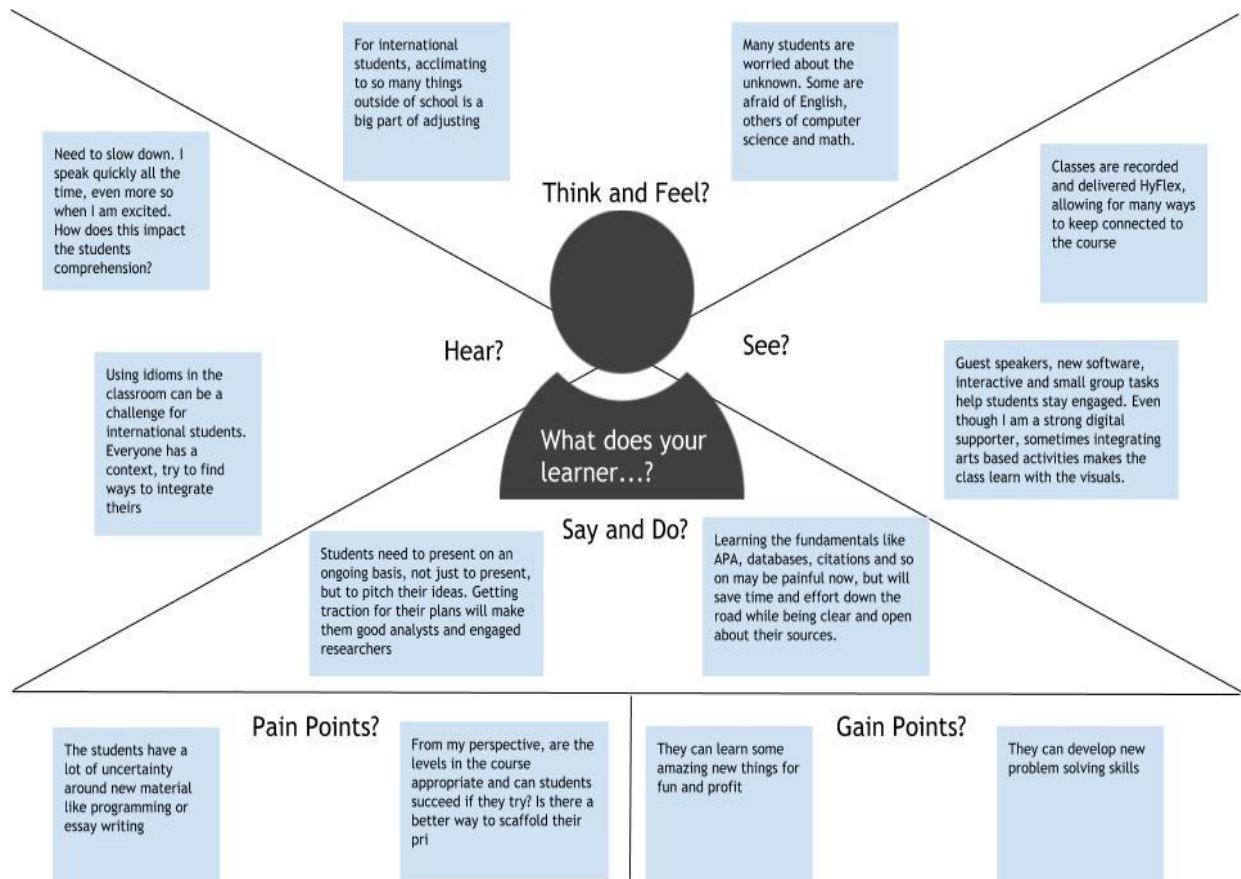 For international
students, acclimating
to so many things
outside of school is a
big part of adjusting
Many students are
worried about the
unknown. Some are
afraid of English,
others of computer
science and math.
Need to slow down. I
speak quickly all the
time, even more so
when I am excited.
How does this impact
the students
comprehension?
Think and Feel?
Classes are recorded
and delivered HyFlex,
allowing for many ways
to keep connected to
the course
Hear?
See?
Using idioms in the
classroom can be a
challenge for
international students.
Everyone has a
context, try to find
ways to integrate
theirs
What does your
learner...?
Guest speakers, new software,
interactive and small group tasks
help students stay engaged. Even
though I am a strong digital
supporter, sometimes integrating
arts based activities makes the
class learn with the visuals.
Say and Do?
Students need to present on an
ongoing basis, not just to present,
but to pitch their ideas. Getting
traction for their plans will make
them good analysts and engaged
researchers
Learning the fundamentals like
APA, databases, citations and so
on may be painful now, but will
save time and effort down the
road while being clear and open
about their sources.
Pain Points?
The students have a
lot of uncertainty
around new material
like programming or
essay writing
From my perspective, are the
levels in the course
appropriate and can students
succeed if they try? Is there a
better way to scaffold their
pri
Gain Points?
They can learn some
amazing new things for
fun and profit
They can develop new
problem solving skills